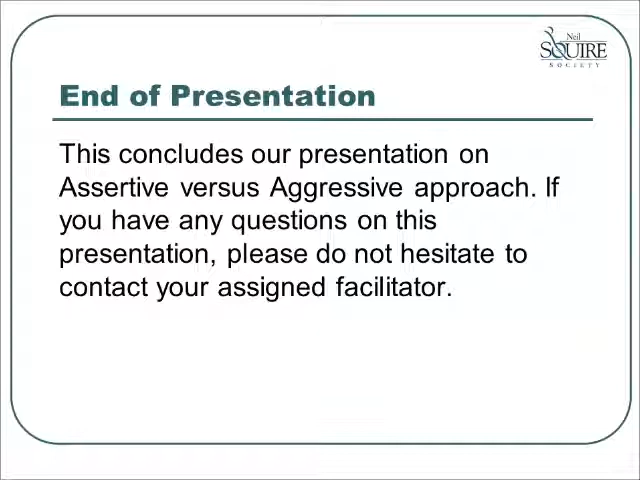 Neil
SQUIRE
SOCIETY
End of Presentation
This concludes our presentation on
Assertive versus Aggressive approach. If
you have any questions on this
presentation, please do not hesitate to
contact your assigned facilitator.